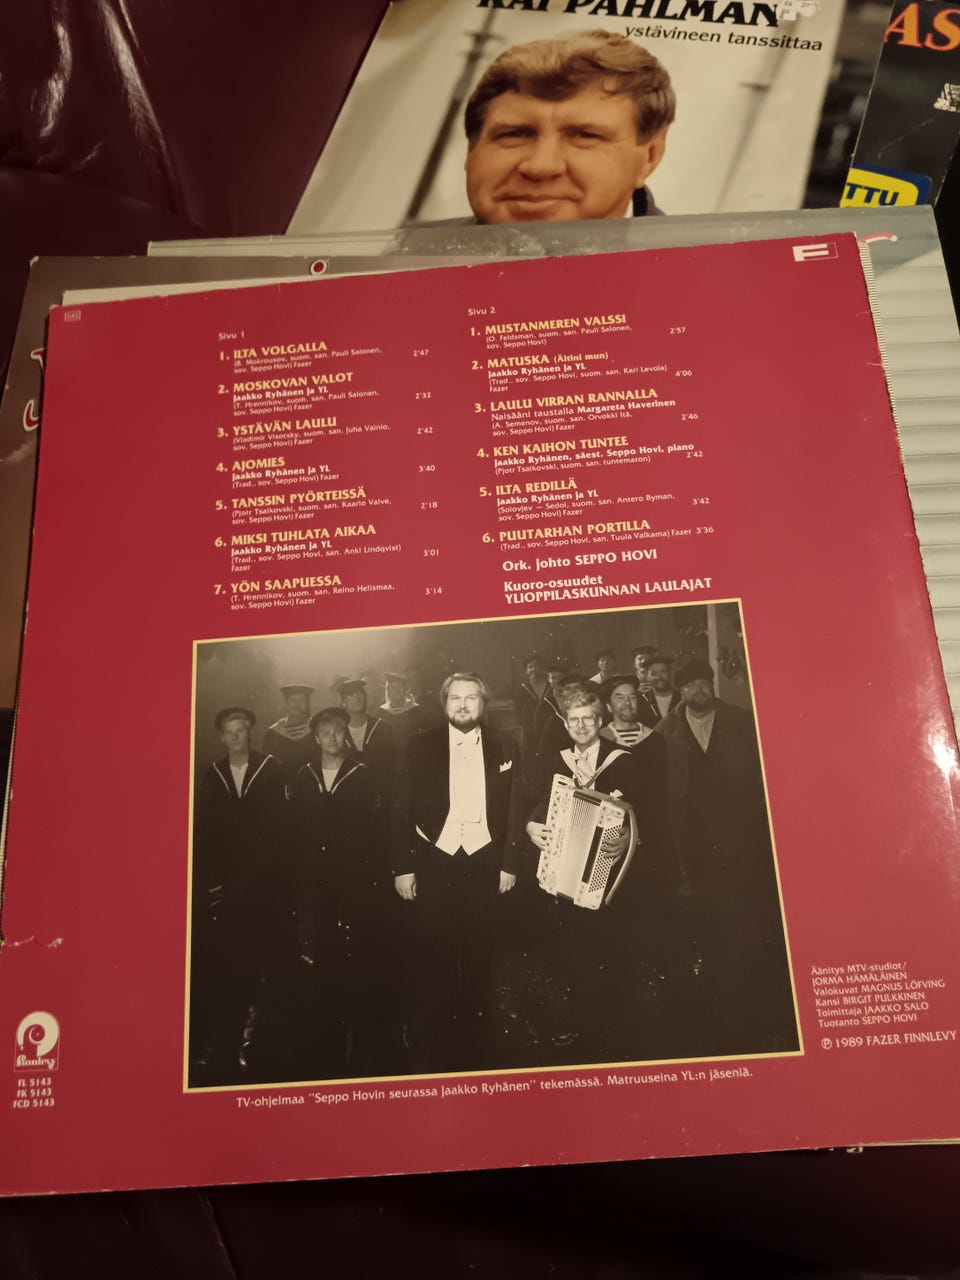 KAI PAHLMAN
ystävineen tanssittaa
AS
TTU
F
Sivu 1
1. ILTA VOLGALLA
(B. Mokrousov, suom. san. Pauli Salonen,
sov. Seppo Hovi) Fazer 2'47
2. MOSKOVAN VALOT
Jaakko Ryhänen ja YL
(T. Hrennikov, suom. san. Pauli Salonen,
sov. Seppo Hovi) Fazer 2'32
3. YSTÄVÄN LAULU
(Vladimir Visotsky, suom. san. Juha Vainio,
sov. Seppo Hovi) Fazer 2'42
4. AJOMIES
Jaakko Ryhänen ja YL
(Trad., sov. Seppo Hovi) Fazer 3'40
5. TANSSIN PYÖRTEISSÄ
(Pjotr Tsaikovski, suom. san. Kaarlo Valve,
sov. Seppo Hovi) Fazer 2'18
6. MIKSI TUHLATA AIKAA
Jaakko Ryhänen ja YL
(Trad., sov. Seppo Hovi, san. Anki Lindqvist)
Fazer 3'01
7. YÖN SAAPUESSA
(T. Hrennikov, suom. san. Reino Helismaa,
sov. Seppo Hovi) Fazer 3'14
Sivu 2
1. MUSTANMEREN VALSSI
(O. Feldsman, suom. san. Pauli Salonen,
sov. Seppo Hovi) 2'57
2. MATUSKA (Äitini mun)
Jaakko Ryhänen ja YL
(Trad., sov. Seppo Hovi, suom. san. Kari Levola)
Fazer 4'06
3. LAULU VIRRAN RANNALLA
Naisääni taustalla Margareta Haverinen
(A. Semenov, suom. san. Orvokki Itä,
sov. Seppo Hovi) Fazer 2'46
4. KEN KAIHON TUNTEE
Jaakko Ryhänen, säest. Seppo Hovi, piano
(Pjotr Tsaikovski, suom. san. tuntematon) 2'42
5. ILTA REDILLÄ
Jaakko Ryhänen ja YL
(Solovjev – Sedoi, suom. san. Antero Byman,
sov. Seppo Hovi) Fazer 3'42
6. PUUTARHAN PORTILLA
(Trad., sov. Seppo Hovi, san. Tuula Valkama) Fazer 3'36
Ork. johto SEPPO HOVI
Kuoro-osuudet
YLIOPPILASKUNNAN LAULAJAT
Äänitys MTV-studiot/
JORMA HÄMÄLÄINEN
Valokuvat MAGNUS LÖFVING
Kansi BIRGIT PULKKINEN
Toimittaja JAAKKO SALO
Tuotanto SEPPO HOVI
Ⓟ 1989 FAZER FINNLEVY
finnlevy
FL 5143
FK 5143
FCD 5143
TV-ohjelmaa "Seppo Hovin seurassa Jaakko Ryhänen" tekemässä. Matruuseina YL:n jäseniä.